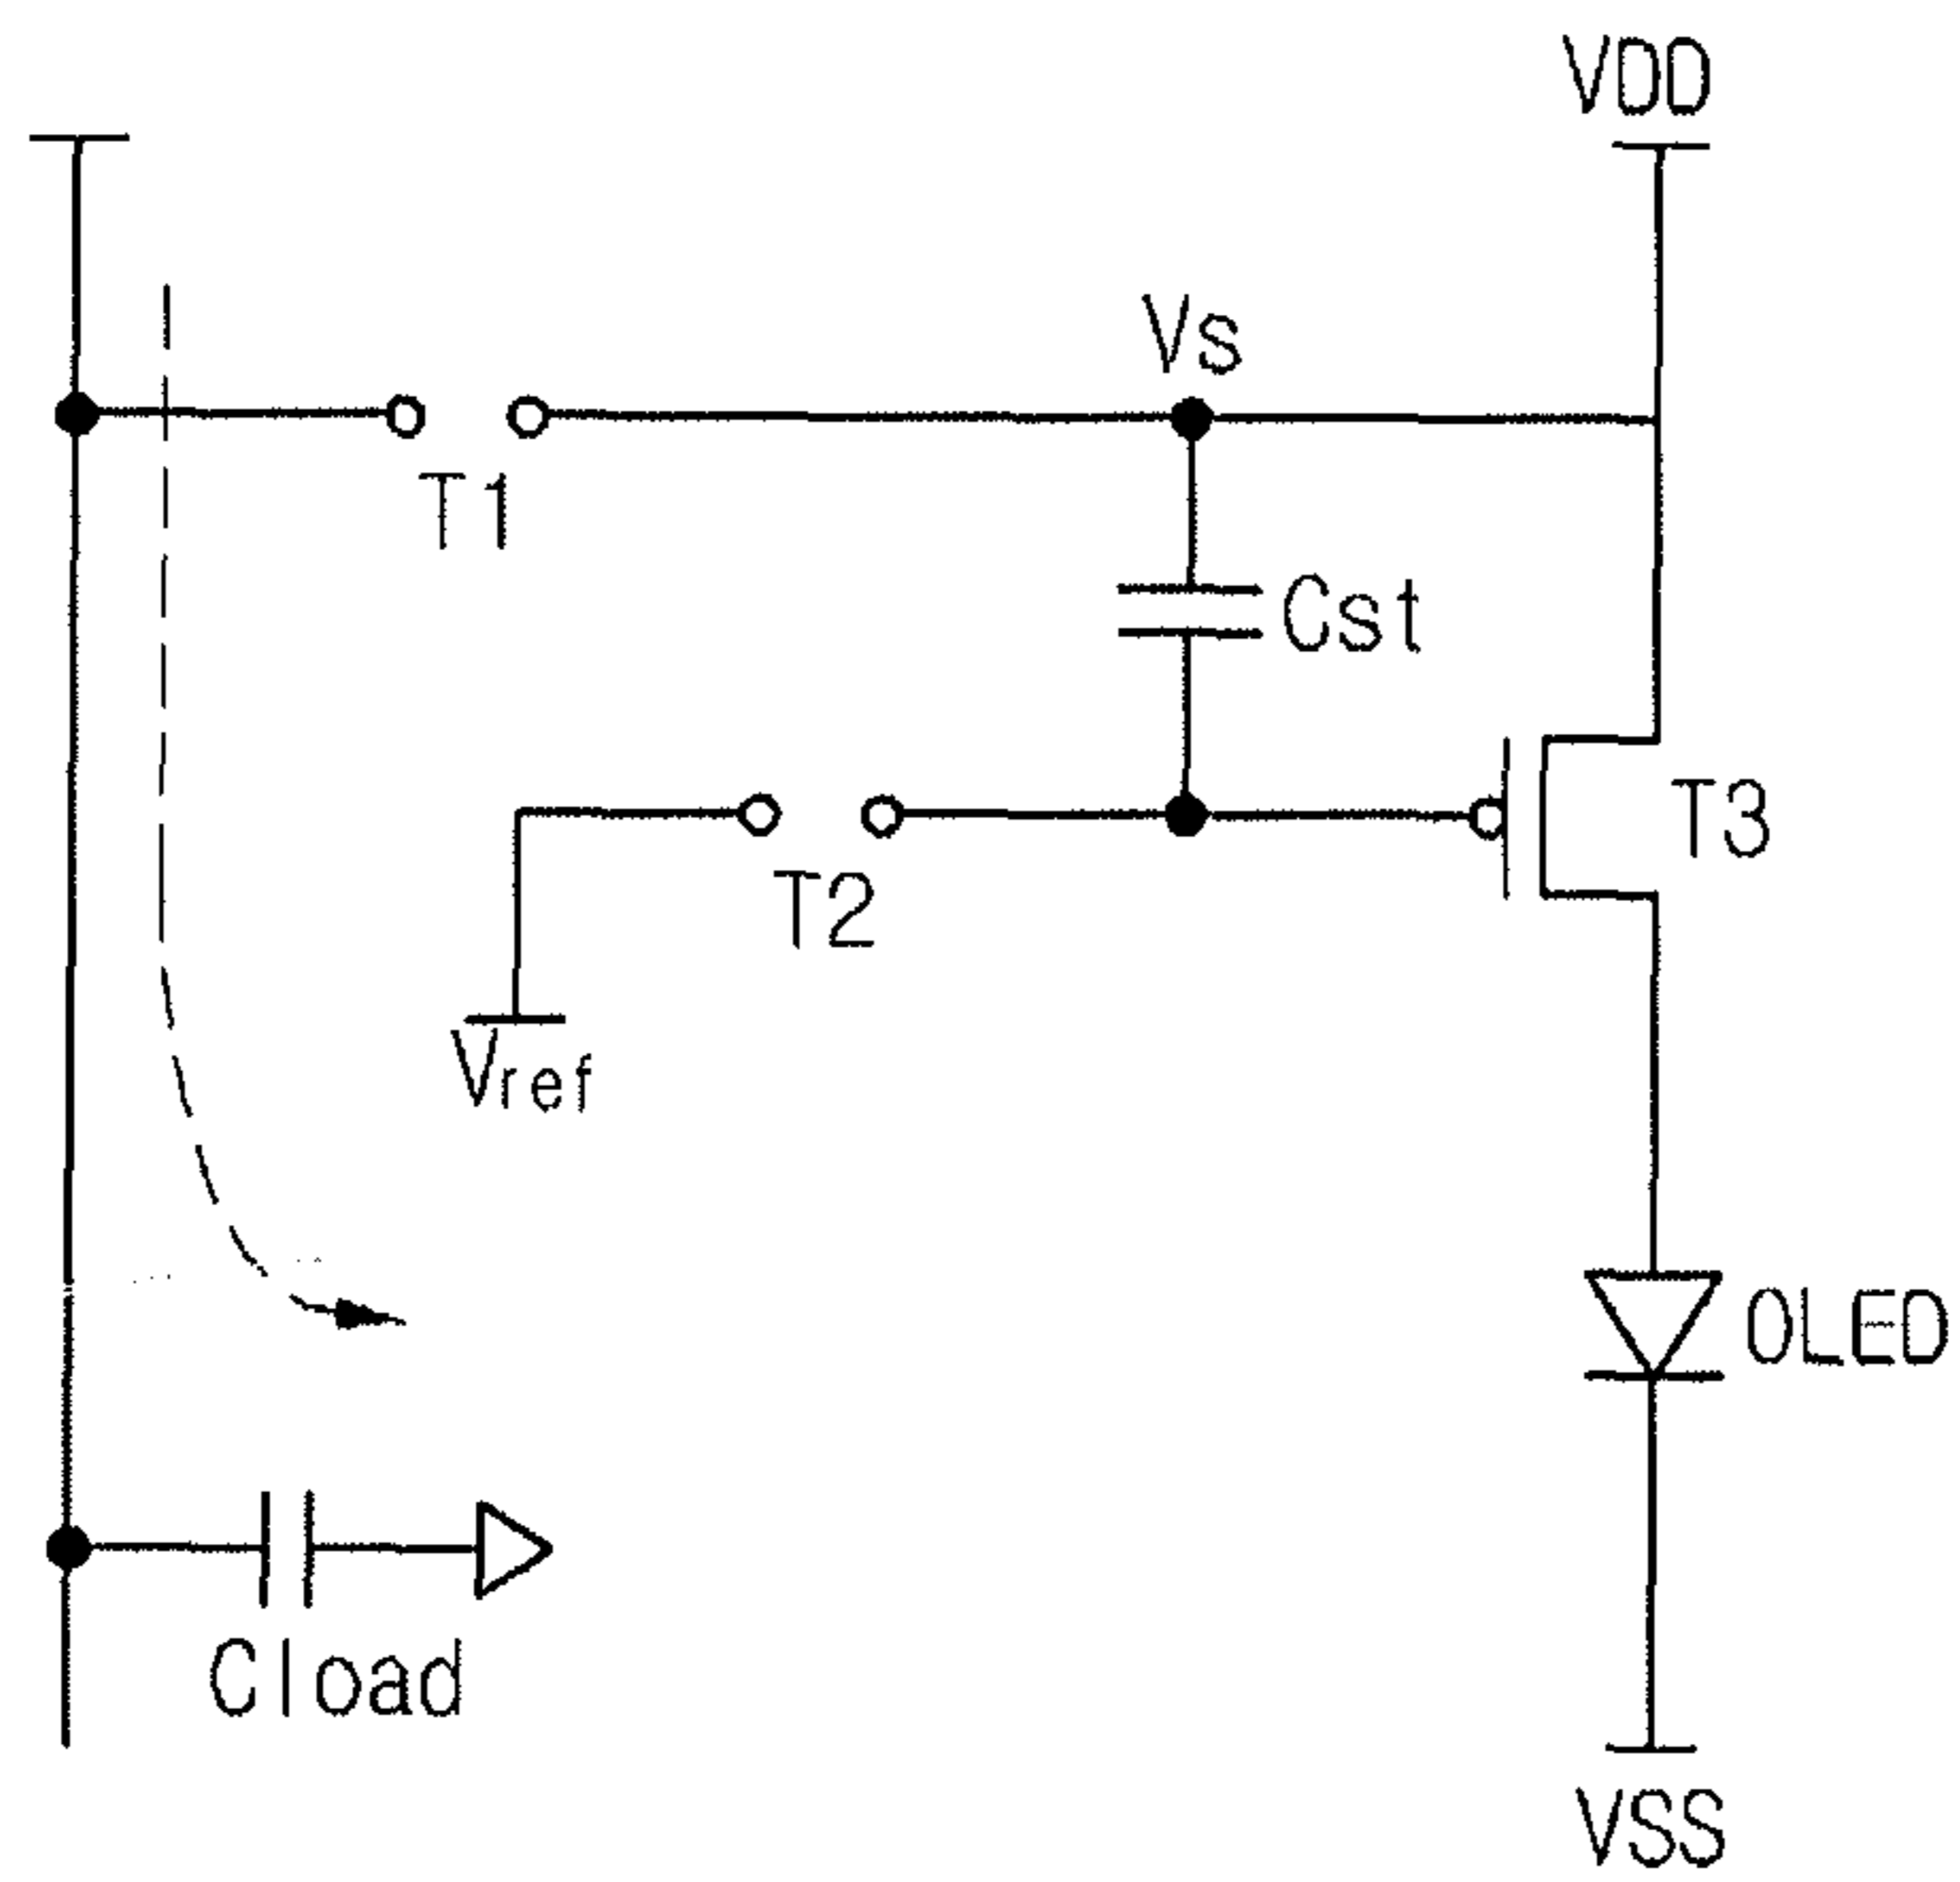 VDD
Vs
T1
Cst
T3
T2
Vref
OLED
Cload
VSS